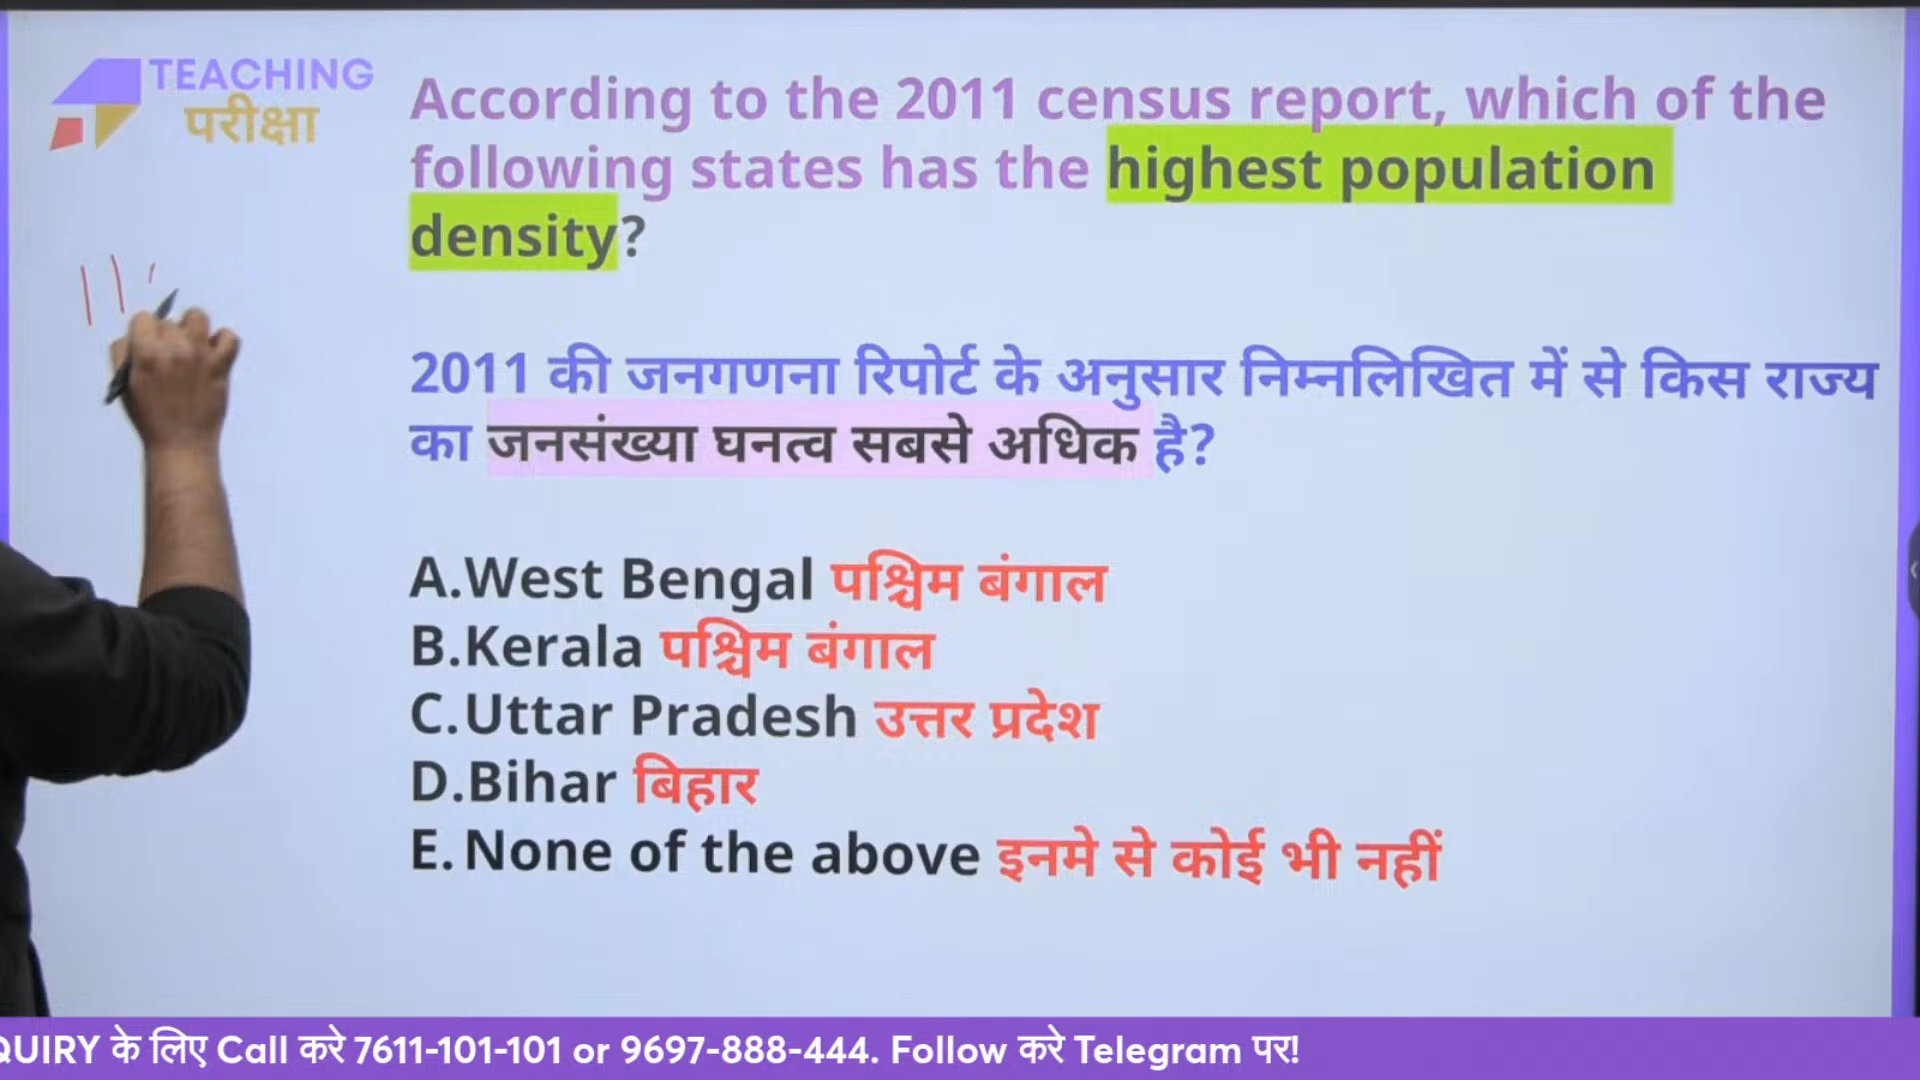 TEACHING
परीक्षा
According to the 2011 census report, which of the
following states has the highest population
density?
11
2011 की जनगणना रिपोर्ट के अनुसार निम्नलिखित में से किस राज्य
का जनसंख्या घनत्व सबसे अधिक है?
A.West Bengal पश्चिम बंगाल
B.Kerala पश्चिम बंगाल
C.Uttar Pradesh उत्तर प्रदेश
D.Bihar बिहार
E. None of the above इनमे से कोई भी नहीं
QUIRY के लिए Call करे 7611-101-101 or 9697-888-444. Follow करे Telegram पर!